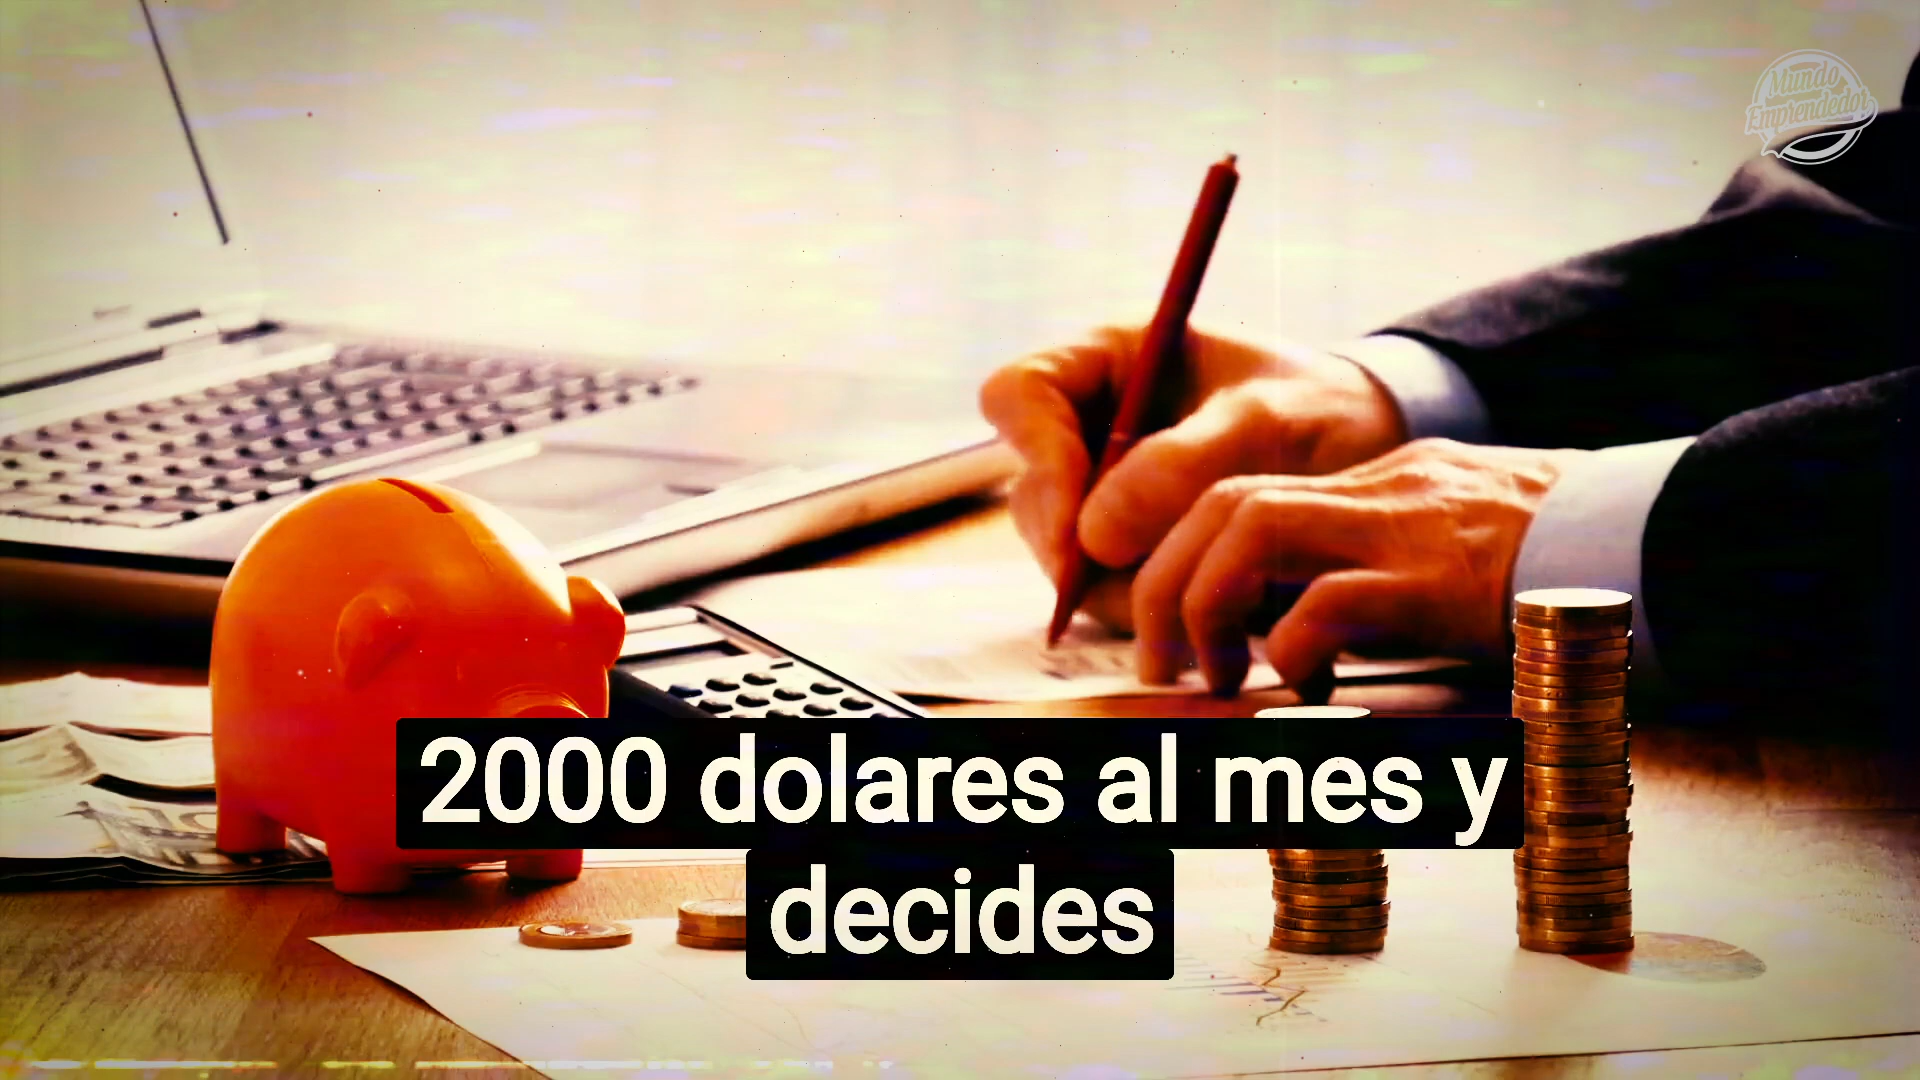 Mundo
Emprendedor
2000 dolares al mes y
decides